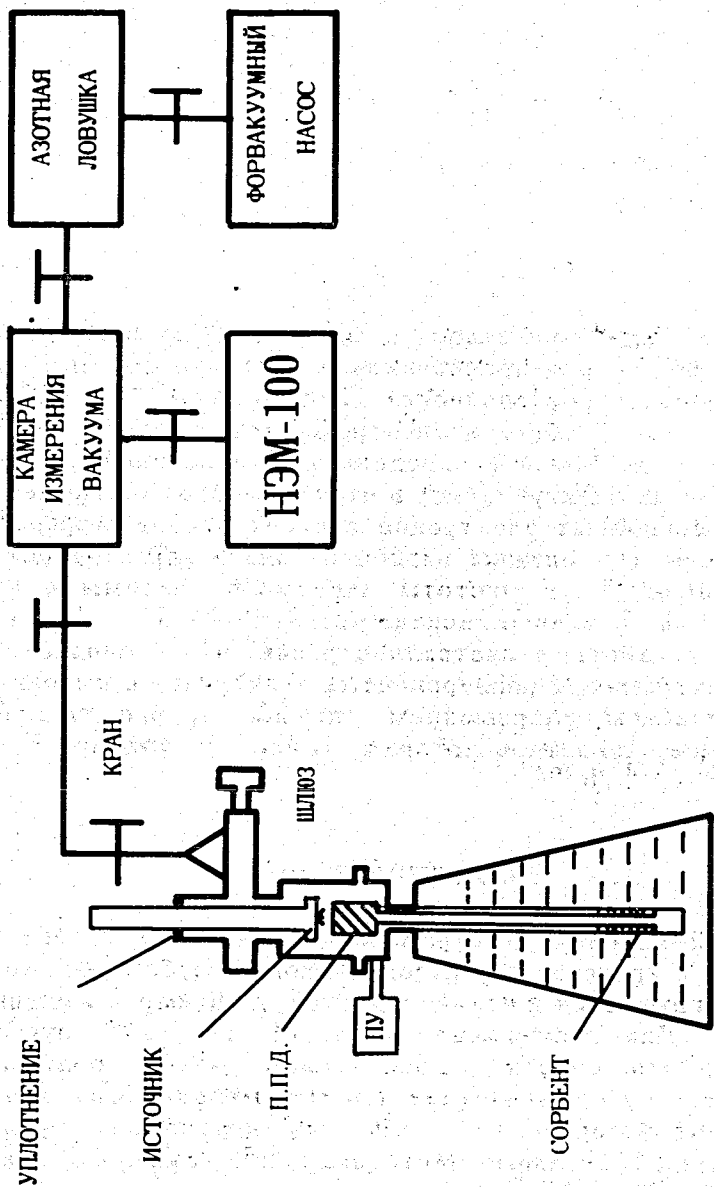 АЗОТНАЯ
ЛОВУШКА
ФОРВАКУУМНЫЙ
НАСОС
КАМЕРА
ИЗМЕРЕНИЯ
ВАКУУМА
НЭМ-100
КРАН
ШЛЮЗ
УПЛОТНЕНИЕ
ИСТОЧНИК
П.П.Д.
ПУ
СОРБЕНТ